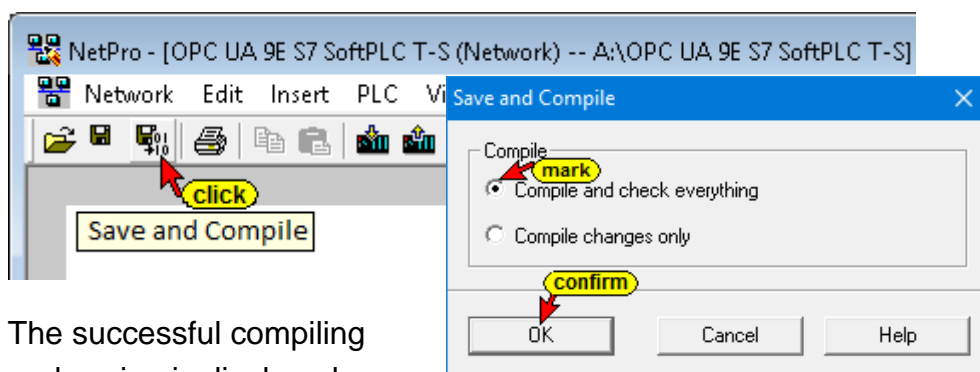 NetPro - [OPC UA 9E S7 SoftPLC T-S (Network) -- A:\OPC UA 9E S7 SoftPLC T-S]
Network Edit Insert PLC
click
Save and Compile
Save and Compile
Compile
mark
Compile and check everything
Compile changes only
confirm
OK Cancel Help
The successful compiling